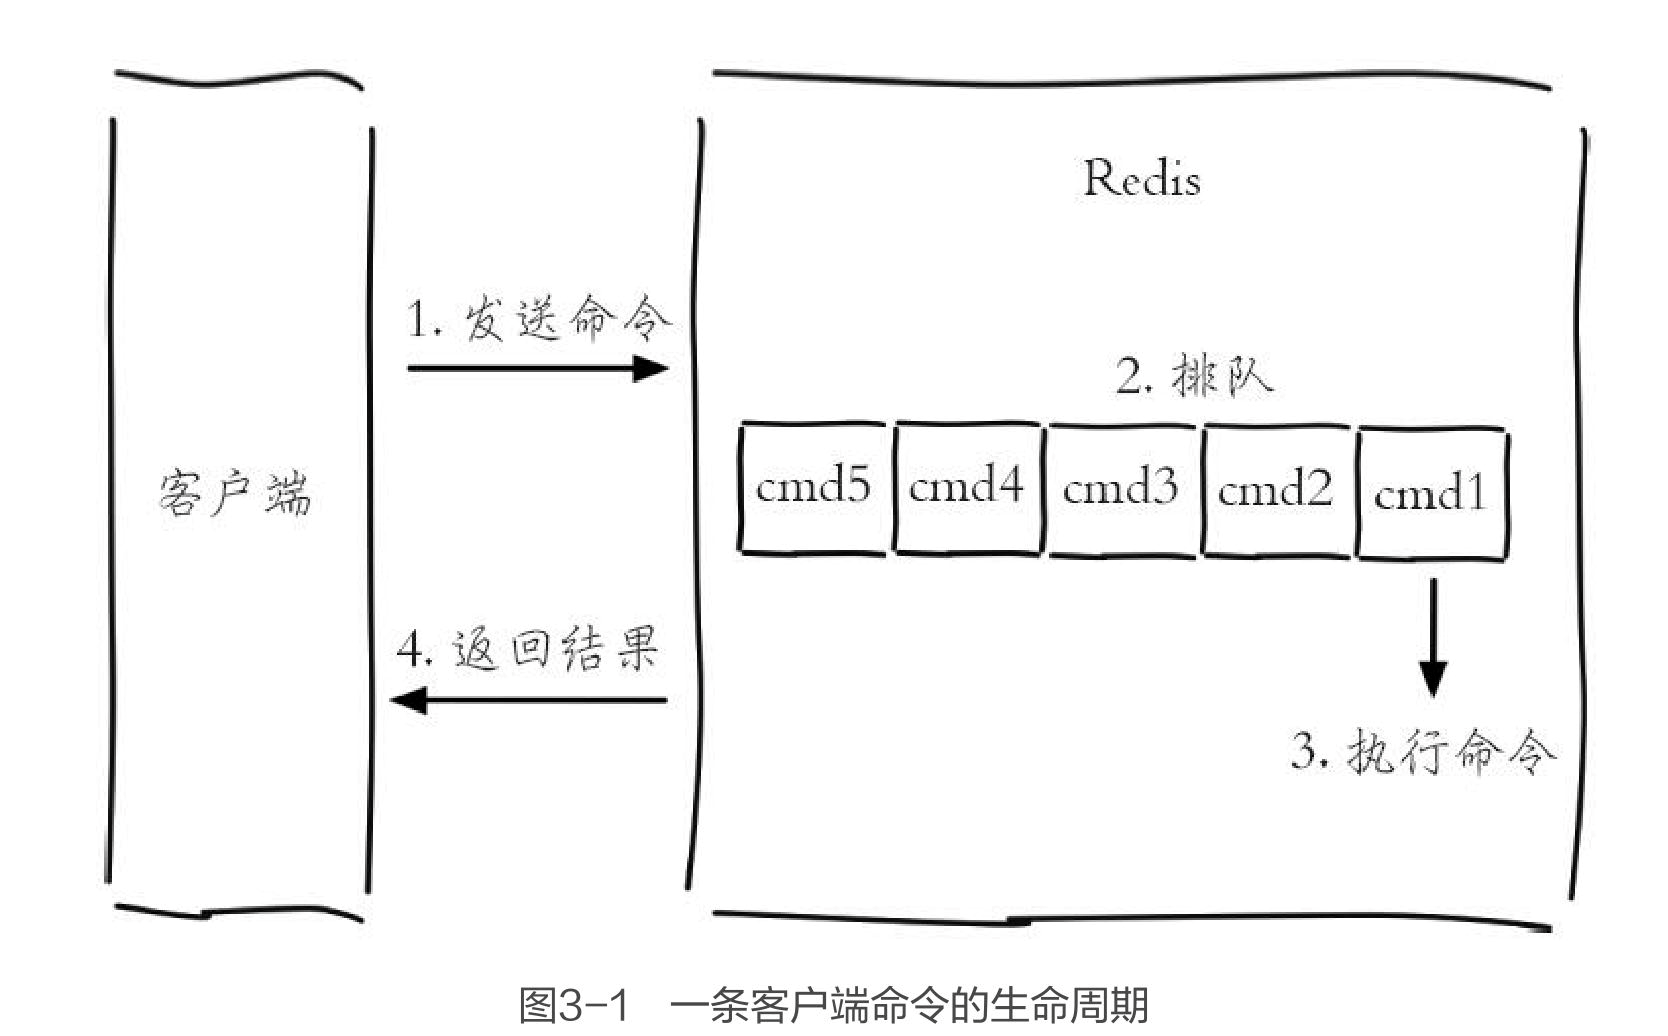 Redis
1. 发送命令
2. 排队
客户端
cmd5 cmd4 cmd3 cmd2 cmd1
4. 返回结果
3. 执行命令
图3-1 一条客户端命令的生命周期